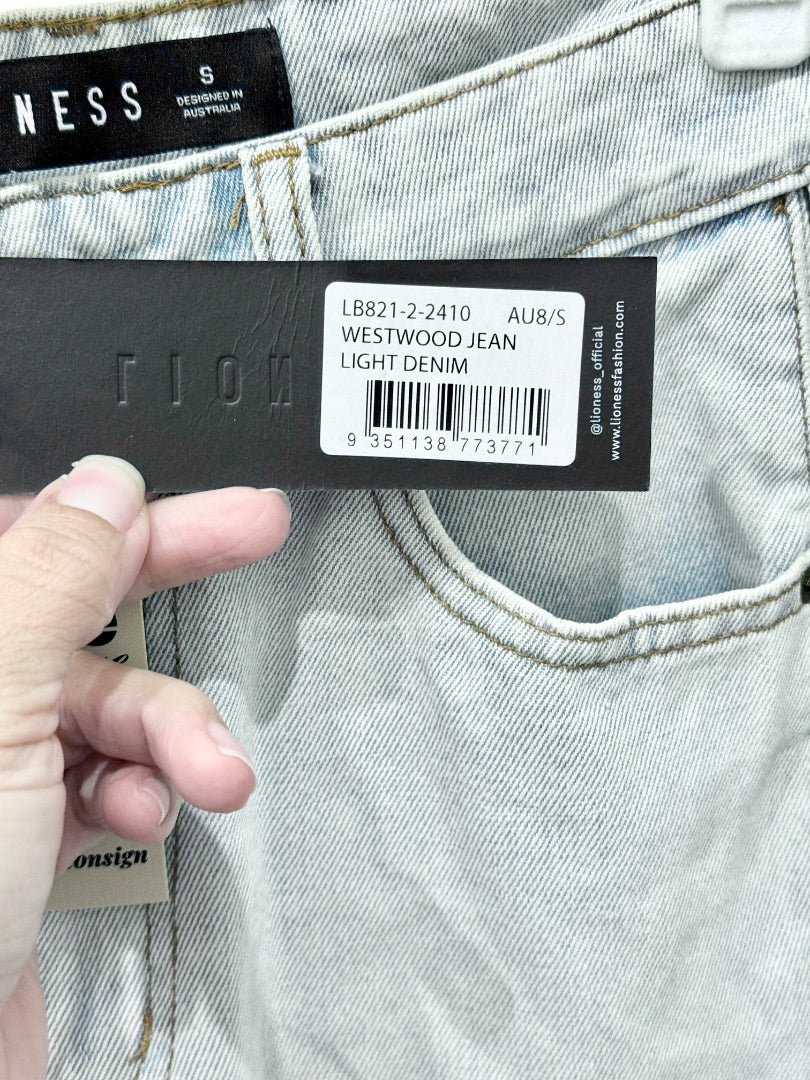 NESS
S
DESIGNED IN
AUSTRALIA
LION
LB821-2-2410 AU8/S
WESTWOOD JEAN
LIGHT DENIM
9 351138 773771
@lioness_official
www.lionessfashion.com
onsign